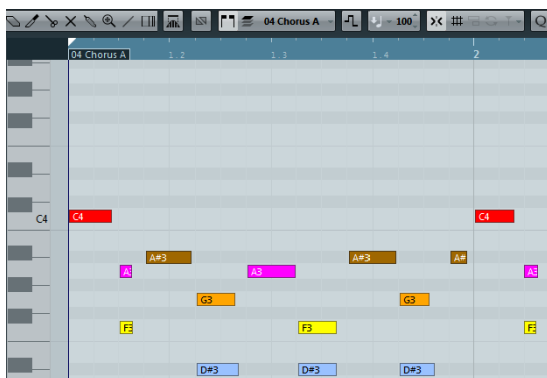 04 Chorus A 100 Q
04 Chorus A 1.2 1.3 1.4 2
C4 C4 C4
A#3 A#3 A#
A3 A3 A3
G3 G3
F3 F3 F3
D#3 D#3 D#3